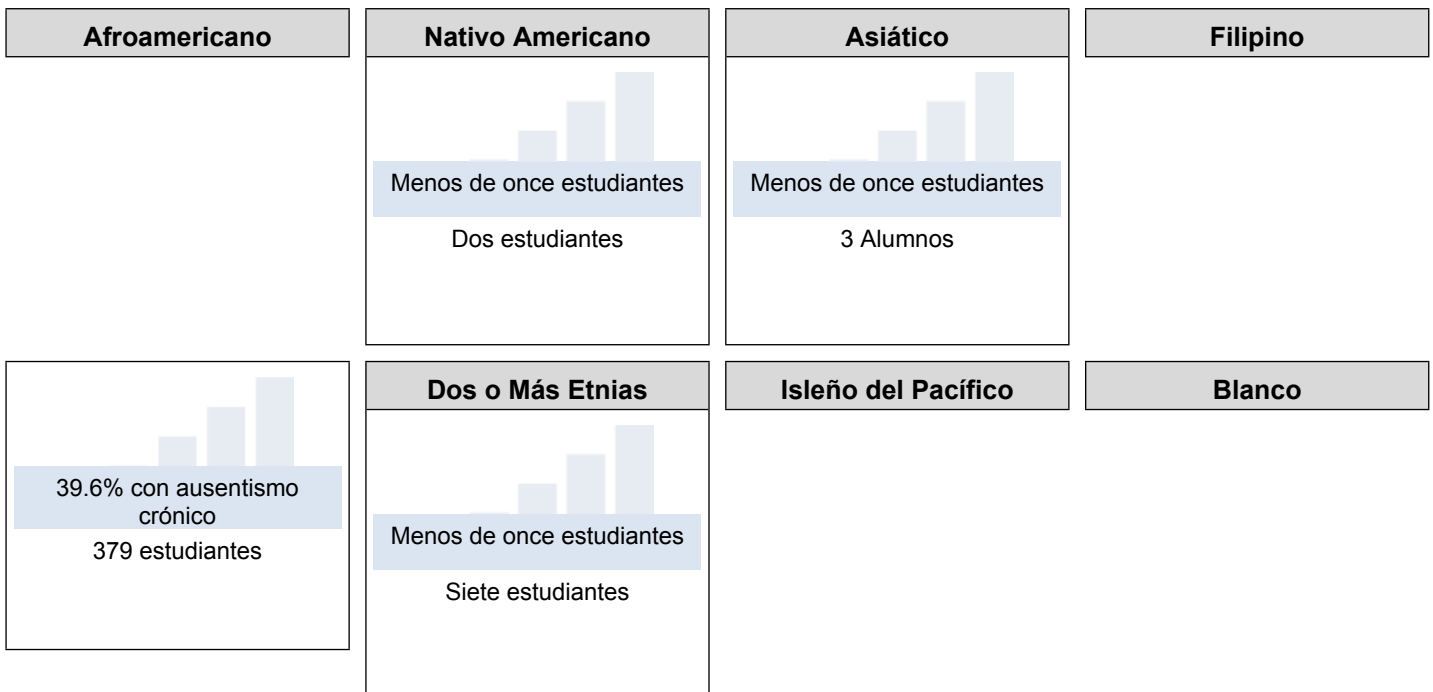 Afroamericano
Nativo Americano
Asiático
Filipino
Menos de once estudiantes
Dos estudiantes
Menos de once estudiantes
3 Alumnos
39.6% con ausentismo
crónico
379 estudiantes
Dos o Más Etnias
Menos de once estudiantes
Siete estudiantes
Isleño del Pacífico
Blanco